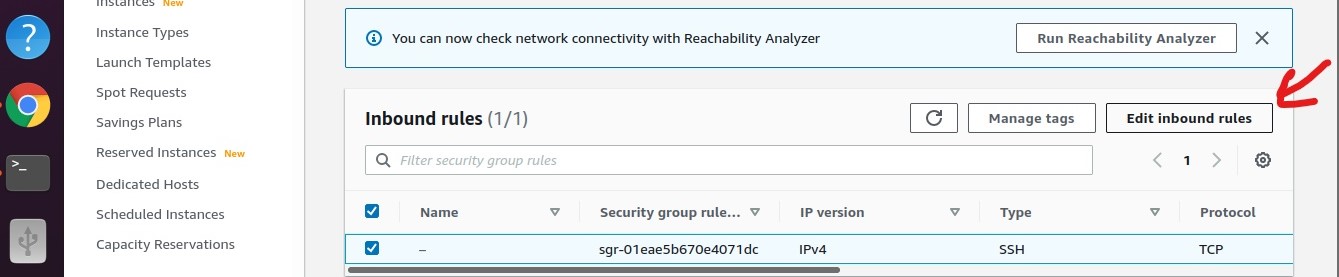 Instances New
Instance Types
Launch Templates
Spot Requests
Savings Plans
Reserved Instances New
Dedicated Hosts
Scheduled Instances
Capacity Reservations
You can now check network connectivity with Reachability Analyzer
Run Reachability Analyzer
Inbound rules (1/1)
Manage tags
Edit inbound rules
Filter security group rules
1
Name Security group rule... IP version Type Protocol
– sgr-01eae5b670e4071dc IPv4 SSH TCP